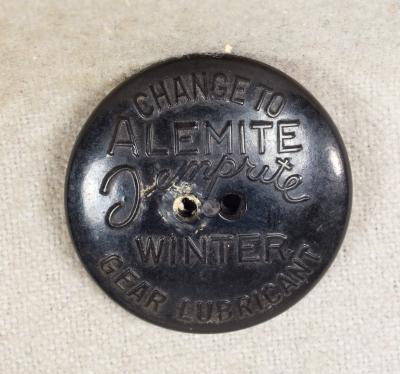 CHANGE TO
ALEMITE
Temprite
WINTER
GEAR LUBRICANT